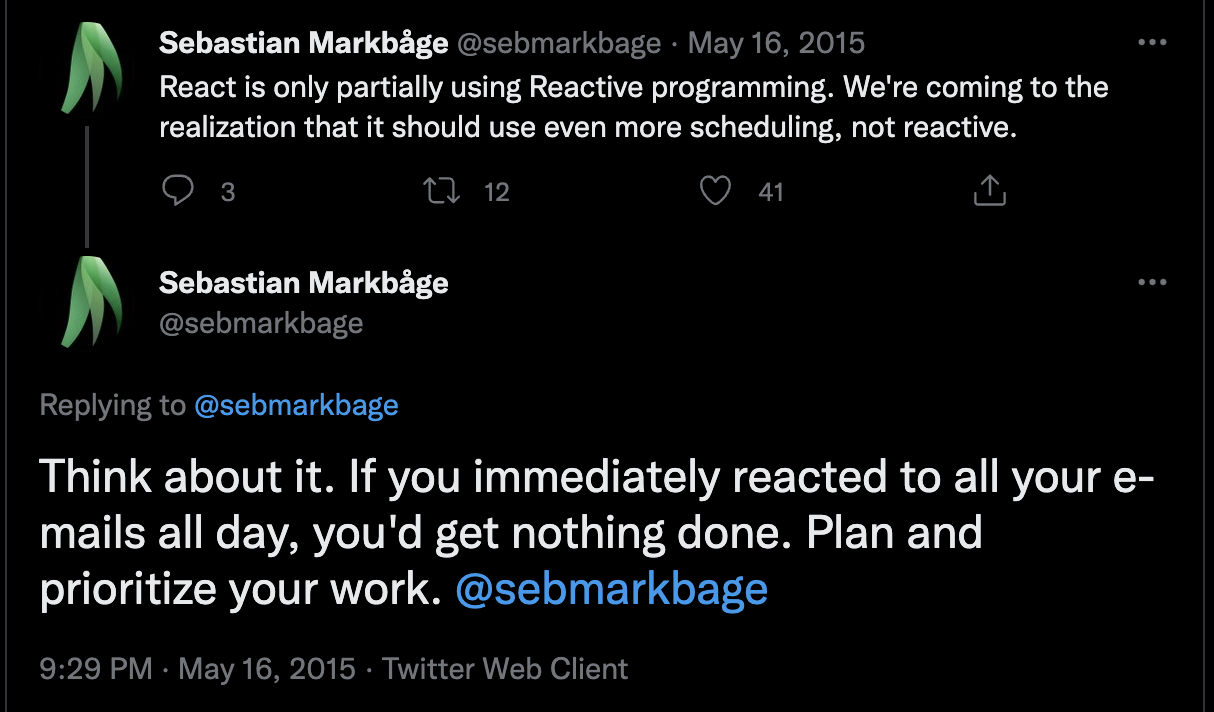 Sebastian Markbåge @sebmarkbage · May 16, 2015
React is only partially using Reactive programming. We're coming to the
realization that it should use even more scheduling, not reactive.
3 12 41
Sebastian Markbåge
@sebmarkbage
Replying to @sebmarkbage
Think about it. If you immediately reacted to all your e-
mails all day, you'd get nothing done. Plan and
prioritize your work. @sebmarkbage
9:29 PM · May 16, 2015 · Twitter Web Client